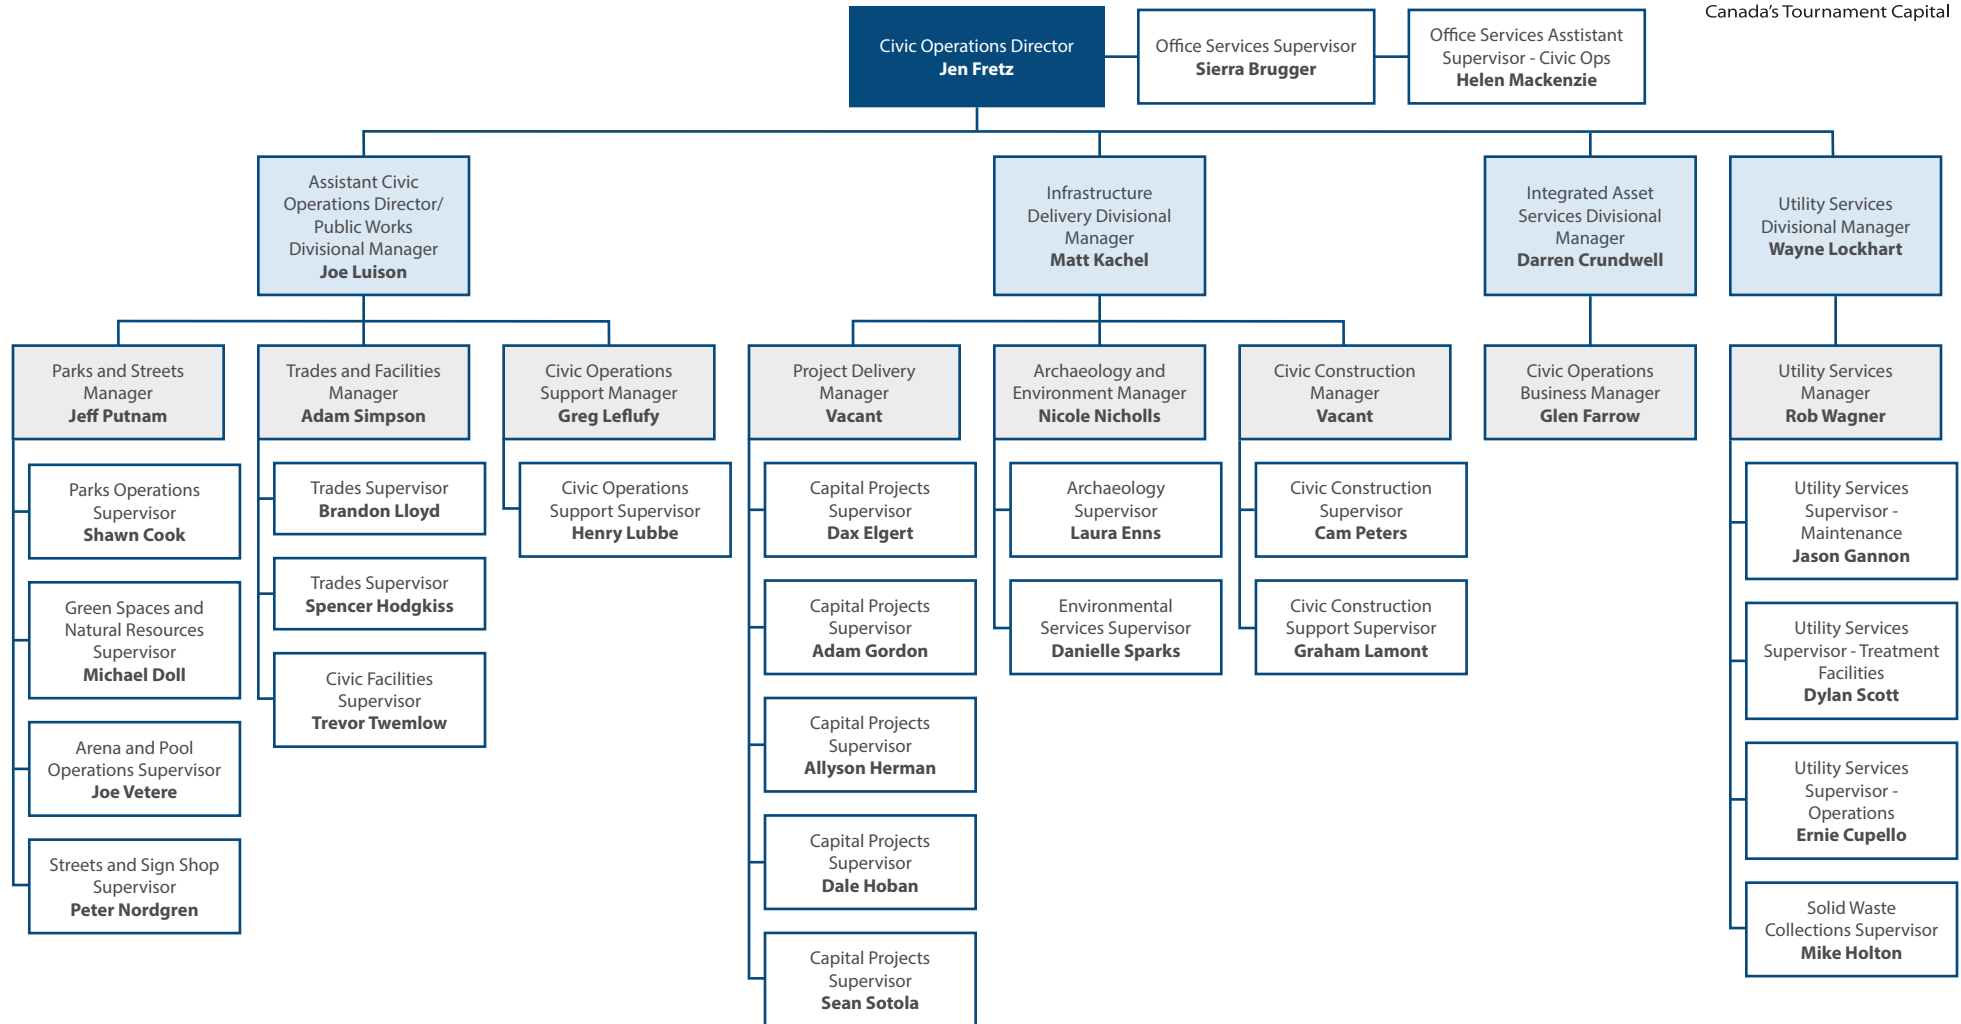 Canada's Tournament Capital
Civic Operations Director
Jen Fretz
Office Services Supervisor
Sierra Brugger
Office Services Asstistant
Supervisor - Civic Ops
Helen Mackenzie
Assistant Civic
Operations Director/
Public Works
Divisional Manager
Joe Luison
Infrastructure
Delivery Divisional
Manager
Matt Kachel
Integrated Asset
Services Divisional
Manager
Darren Crundwell
Utility Services
Divisional Manager
Wayne Lockhart
Parks and Streets
Manager
Jeff Putnam
Trades and Facilities
Manager
Adam Simpson
Civic Operations
Support Manager
Greg Leflufy
Project Delivery
Manager
Vacant
Archaeology and
Environment Manager
Nicole Nicholls
Civic Construction
Manager
Vacant
Civic Operations
Business Manager
Glen Farrow
Utility Services
Manager
Rob Wagner
Parks Operations
Supervisor
Shawn Cook
Green Spaces and
Natural Resources
Supervisor
Michael Doll
Arena and Pool
Operations Supervisor
Joe Vetere
Streets and Sign Shop
Supervisor
Peter Nordgren
Trades Supervisor
Brandon Lloyd
Trades Supervisor
Spencer Hodgkiss
Civic Facilities
Supervisor
Trevor Twemlow
Civic Operations
Support Supervisor
Henry Lubbe
Capital Projects
Supervisor
Dax Elgert
Capital Projects
Supervisor
Adam Gordon
Capital Projects
Supervisor
Allyson Herman
Capital Projects
Supervisor
Dale Hoban
Capital Projects
Supervisor
Sean Sotola
Archaeology
Supervisor
Laura Enns
Environmental
Services Supervisor
Danielle Sparks
Civic Construction
Supervisor
Cam Peters
Civic Construction
Support Supervisor
Graham Lamont
Utility Services
Supervisor -
Maintenance
Jason Gannon
Utility Services
Supervisor - Treatment
Facilities
Dylan Scott
Utility Services
Supervisor -
Operations
Ernie Cupello
Solid Waste
Collections Supervisor
Mike Holton